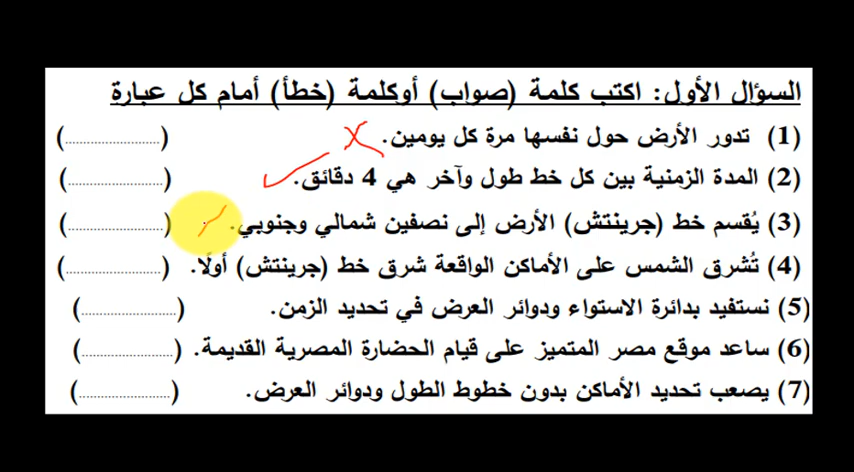 السؤال الأول: اكتب كلمة (صواب) أوكلمة (خطأ) أمام كل عبارة
(1) تدور الأرض حول نفسها مرة كل يومين. (......................)
(2) المدة الزمنية بين كل خط طول وآخر هي 4 دقائق. (......................)
(3) يُقسم خط (جرينتش) الأرض إلى نصفين شمالي وجنوبي. (......................)
(4) تُشرق الشمس على الأماكن الواقعة شرق خط (جرينتش) أولًا. (......................)
(5) نستفيد بدائرة الاستواء ودوائر العرض في تحديد الزمن. (......................)
(6) ساعد موقع مصر المتميز على قيام الحضارة المصرية القديمة. (......................)
(7) يصعب تحديد الأماكن بدون خطوط الطول ودوائر العرض. (......................)